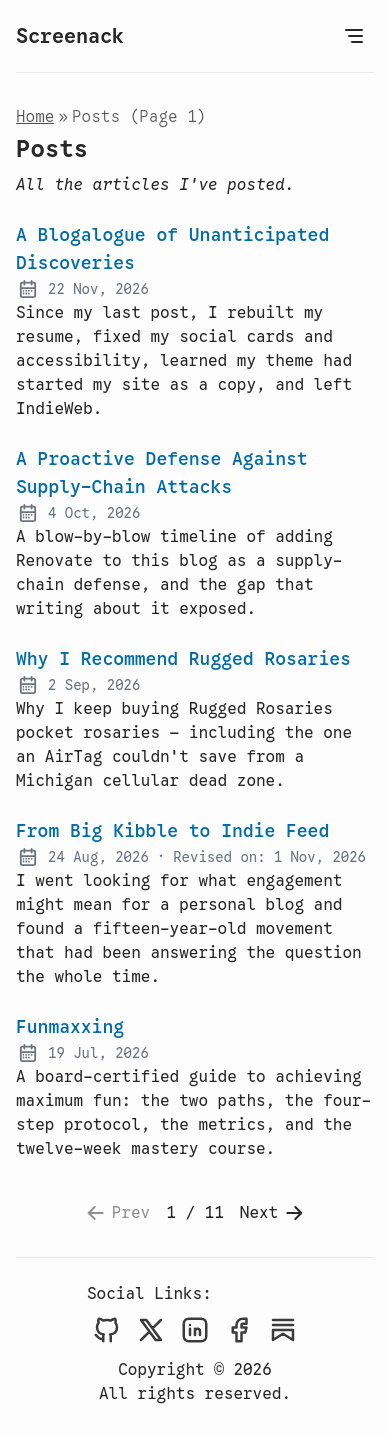 Screenack
Home » Posts (Page 1)
Posts
All the articles I've posted.
A Blogalogue of Unanticipated
Discoveries
22 Nov, 2026
Since my last post, I rebuilt my
resume, fixed my social cards and
accessibility, learned my theme had
started my site as a copy, and left
IndieWeb.
A Proactive Defense Against
Supply-Chain Attacks
4 Oct, 2026
A blow-by-blow timeline of adding
Renovate to this blog as a supply-
chain defense, and the gap that
writing about it exposed.
Why I Recommend Rugged Rosaries
2 Sep, 2026
Why I keep buying Rugged Rosaries
pocket rosaries — including the one
an AirTag couldn't save from a
Michigan cellular dead zone.
From Big Kibble to Indie Feed
24 Aug, 2026 · Revised on: 1 Nov, 2026
I went looking for what engagement
might mean for a personal blog and
found a fifteen-year-old movement
that had been answering the question
the whole time.
Funmaxxing
19 Jul, 2026
A board-certified guide to achieving
maximum fun: the two paths, the four-
step protocol, the metrics, and the
twelve-week mastery course.
Prev 1 / 11 Next
Social Links:
Copyright © 2026
All rights reserved.